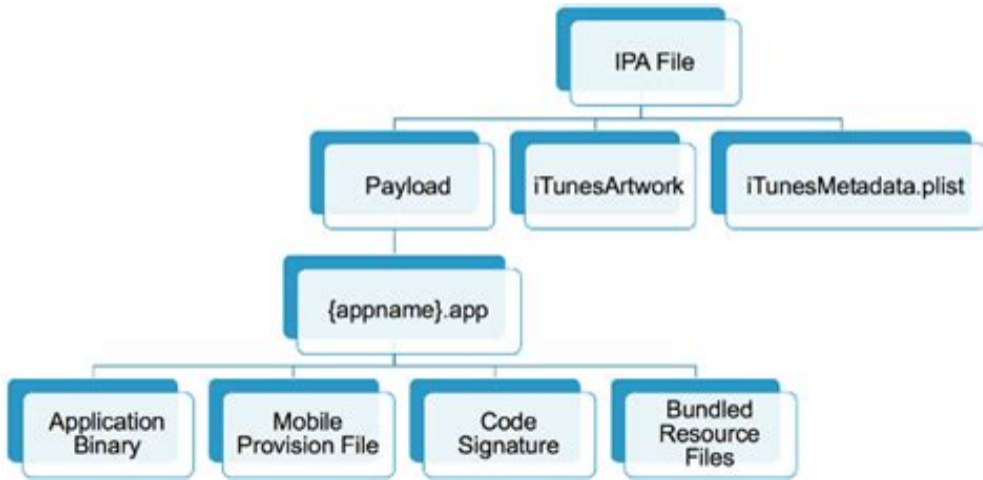 IPA File
Payload
iTunesArtwork
iTunesMetadata.plist
{appname}.app
Application
Binary
Mobile
Provision File
Code
Signature
Bundled
Resource
Files